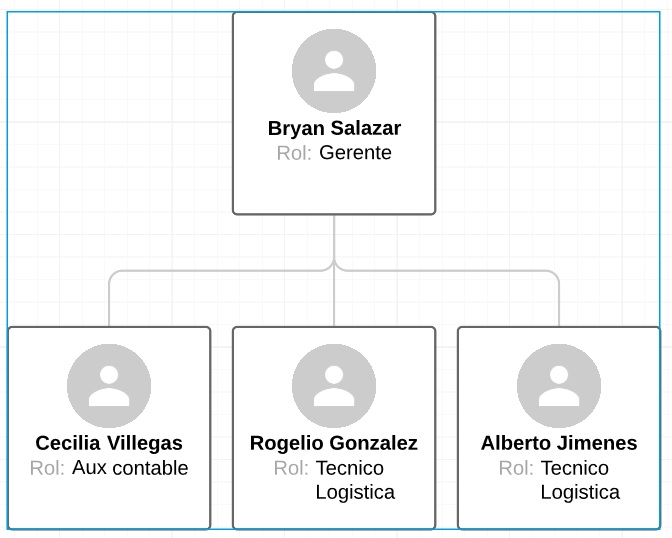 Bryan Salazar
Rol: Gerente
Cecilia Villegas
Rol: Aux contable
Rogelio Gonzalez
Rol: Tecnico
Logistica
Alberto Jimenes
Rol: Tecnico
Logistica